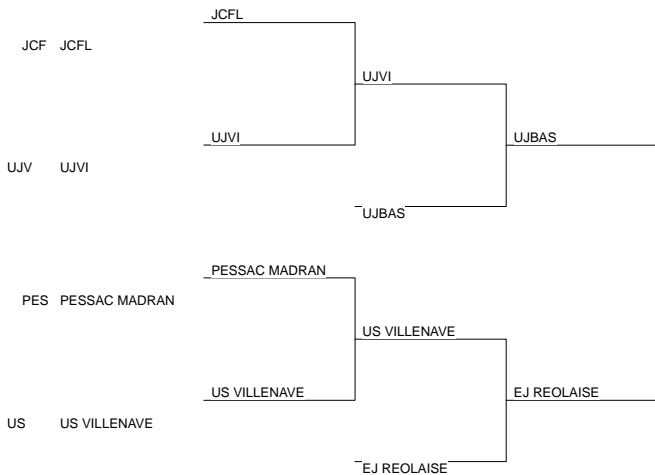 JCFL
JCF JCFL
UJVI
UJVI
UJBAS
UJV UJVI
UJBAS
PESSAC MADRAN
PES PESSAC MADRAN
US VILLENAVE
US VILLENAVE
EJ REOLAISE
US US VILLENAVE
EJ REOLAISE